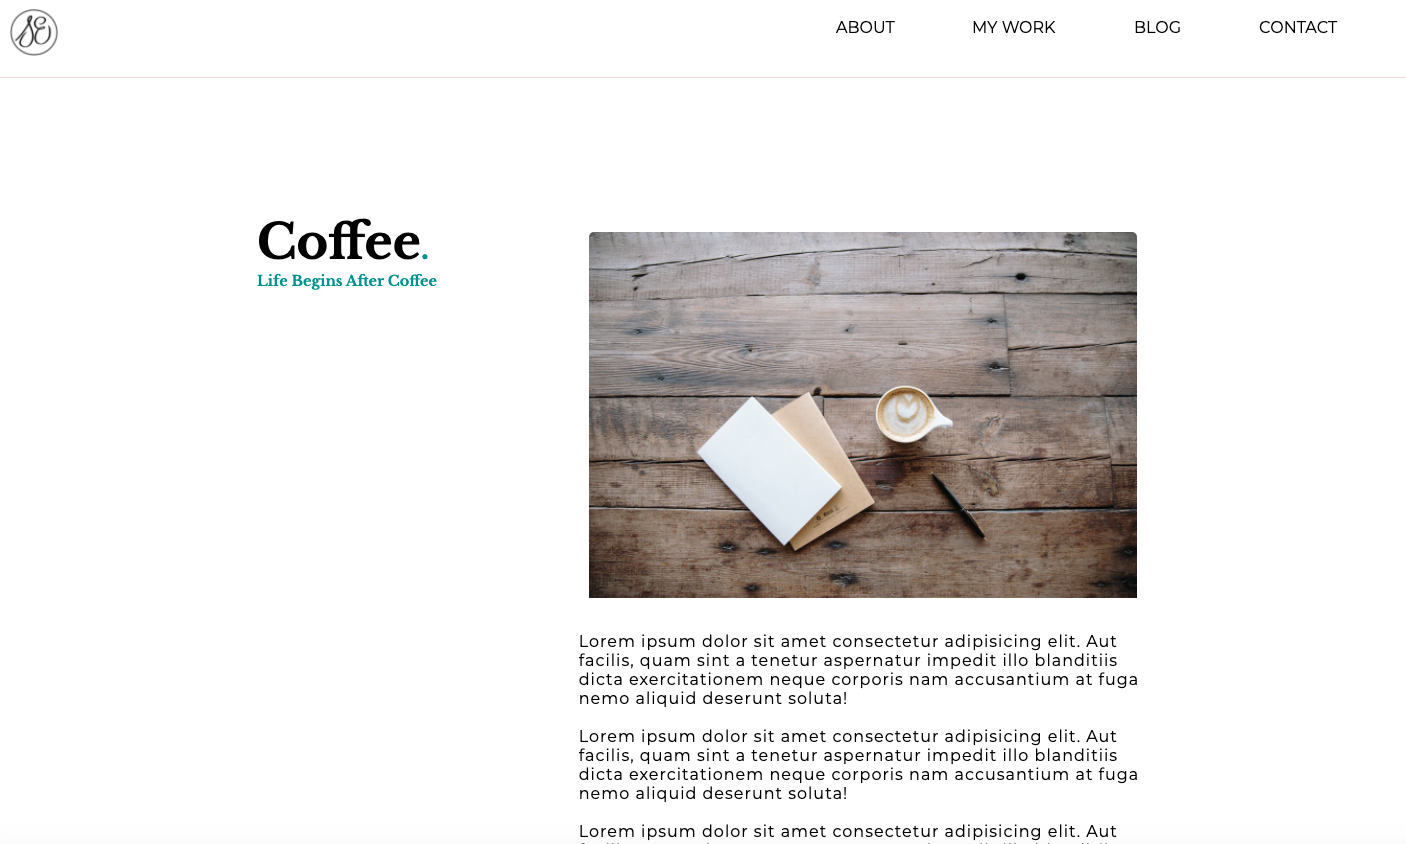 ABOUT MY WORK BLOG CONTACT
Coffee.
Life Begins After Coffee
Lorem ipsum dolor sit amet consectetur adipisicing elit. Aut
facilis, quam sint a tenetur aspernatur impedit illo blanditiis
dicta exercitationem neque corporis nam accusantium at fuga
nemo aliquid deserunt soluta!
Lorem ipsum dolor sit amet consectetur adipisicing elit. Aut
facilis, quam sint a tenetur aspernatur impedit illo blanditiis
dicta exercitationem neque corporis nam accusantium at fuga
nemo aliquid deserunt soluta!
Lorem ipsum dolor sit amet consectetur adipisicing elit. Aut